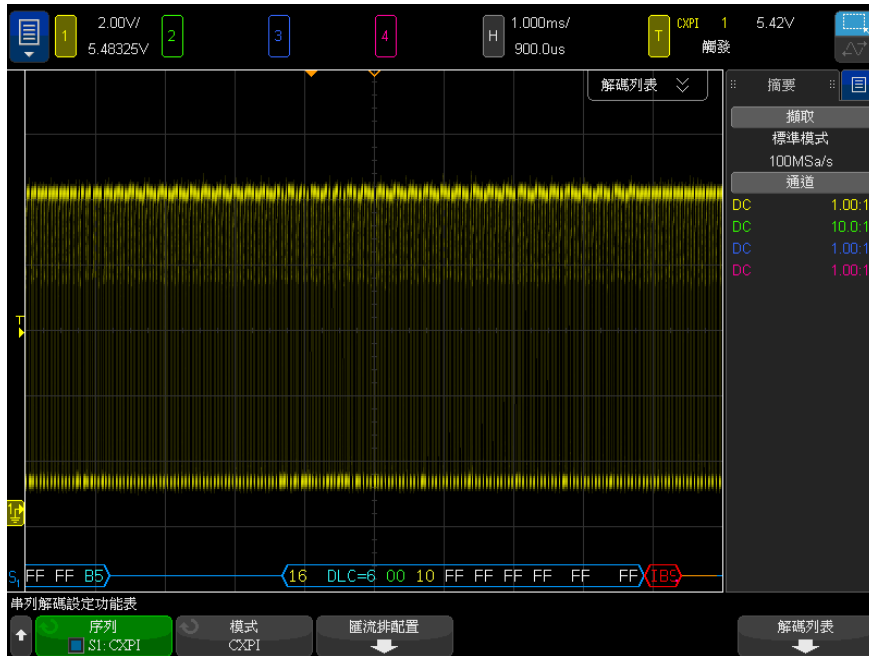 1 2.00V/ 2 3 4 H 1.000ms/ T CXPI 1 5.42V
5.48325V 900.0us 觸發
解碼列表 摘要
擷取
標準模式
100MSa/s
通道
DC 1.00:1
DC 10.0:1
DC 1.00:1
DC 1.00:1
T
1
S1 FF FF B5 16 DLC=6 00 10 FF FF FF FF FF FF IBS
串列解碼設定功能表
序列 模式 匯流排配置 解碼列表
S1: CXPI CXPI